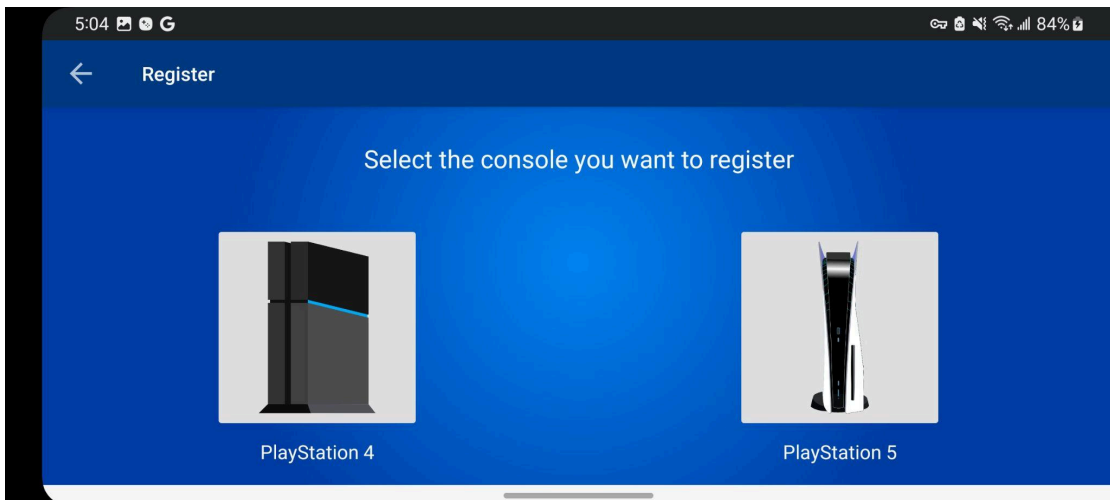 5:04 G 84%
Register
Select the console you want to register
PlayStation 4 PlayStation 5